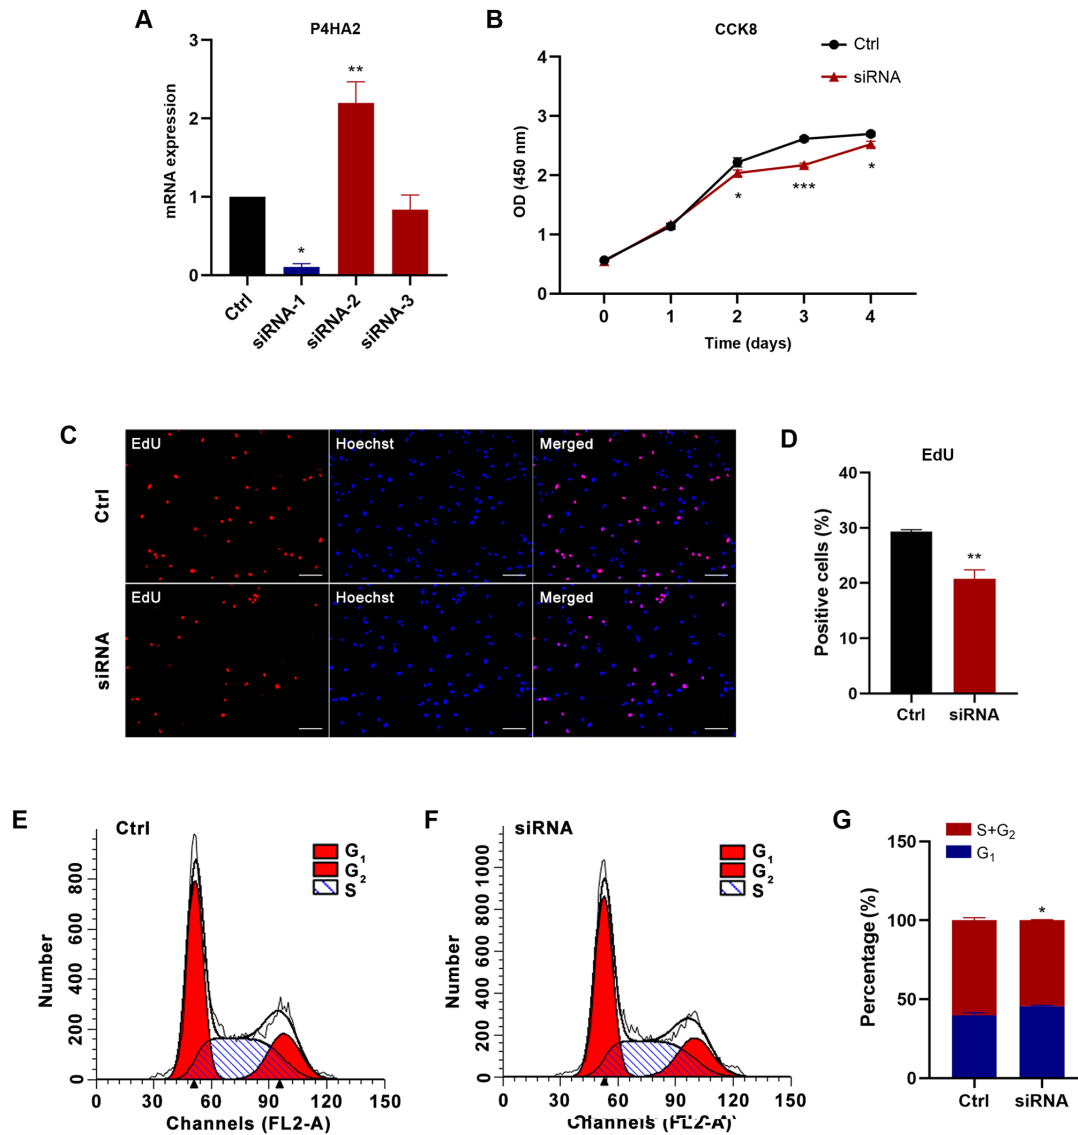 A
P4HA2
mRNA expression
3
2
1
0
**
*
Ctrl
siRNA-1
siRNA-2
siRNA-3
B
CCK8
Ctrl
siRNA
OD (450 nm)
4
3
2
1
0
*
***
*
0 1 2 3 4
Time (days)
C
EdU Hoechst Merged
Ctrl
EdU Hoechst Merged
siRNA
D
EdU
Positive cells (%)
40
30
20
10
0
**
Ctrl siRNA
E
Ctrl
G1
G2
S
Number
800
600
400
200
0
0 30 60 90 120 150
Channels (FL2-A)
F
siRNA
G1
G2
S
Number
1000
800
600
400
200
0
0 30 60 90 120 150
Channels (FL2-A)
G
S+G2
G1
Percentage (%)
150
100
50
0
*
Ctrl siRNA